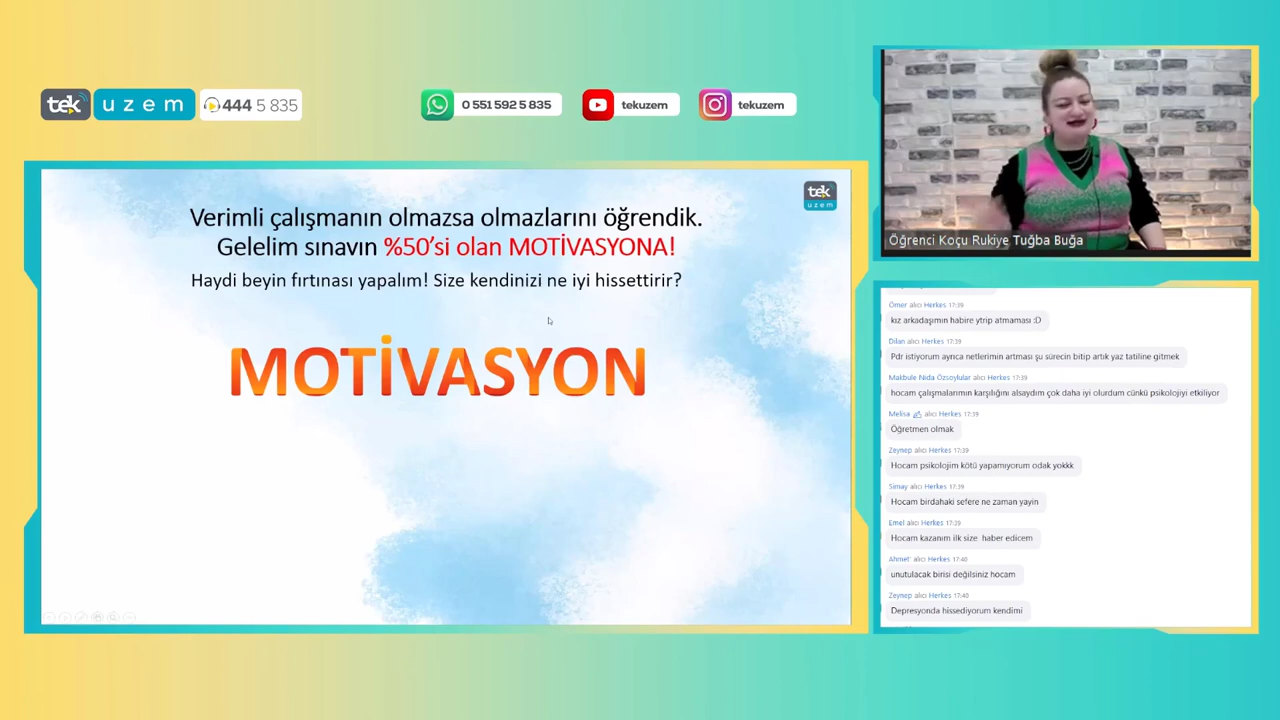 tek uzem 444 5 835
0 551 592 5 835
tekuzem
tekuzem
tek
uzem
Verimli çalışmanın olmazsa olmazlarını öğrendik.
Gelelim sınavın %50’si olan MOTİVASYONA!
Haydi beyin fırtınası yapalım! Size kendinizi ne iyi hissettirir?
MOTİVASYON
Öğrenci Koçu Rukiye Tuğba Buğa
Ömer alıcı Herkes 17:39
kız arkadaşımın habire ytrip atmaması :D
Dilan alıcı Herkes 17:39
Pdr istiyorum ayrıca netlerimin artması şu sürecin bitip artık yaz tatiline gitmek
Makbule Nida Özsoylular alıcı Herkes 17:39
hocam çalışmalarımın karşılığını alsaydım çok daha iyi olurdum cünkü psikolojiyi etkiliyor
Melisa alıcı Herkes 17:39
Öğretmen olmak
Zeynep alıcı Herkes 17:39
Hocam psikolojim kötü yapamıyorum odak yokkk
Simay alıcı Herkes 17:39
Hocam birdahaki sefere ne zaman yayin
Emel alıcı Herkes 17:39
Hocam kazanım ilk size haber edicem
Ahmet' alıcı Herkes 17:40
unutulacak birisi değilsiniz hocam
Zeynep alıcı Herkes 17:40
Depresyonda hissediyorum kendimi